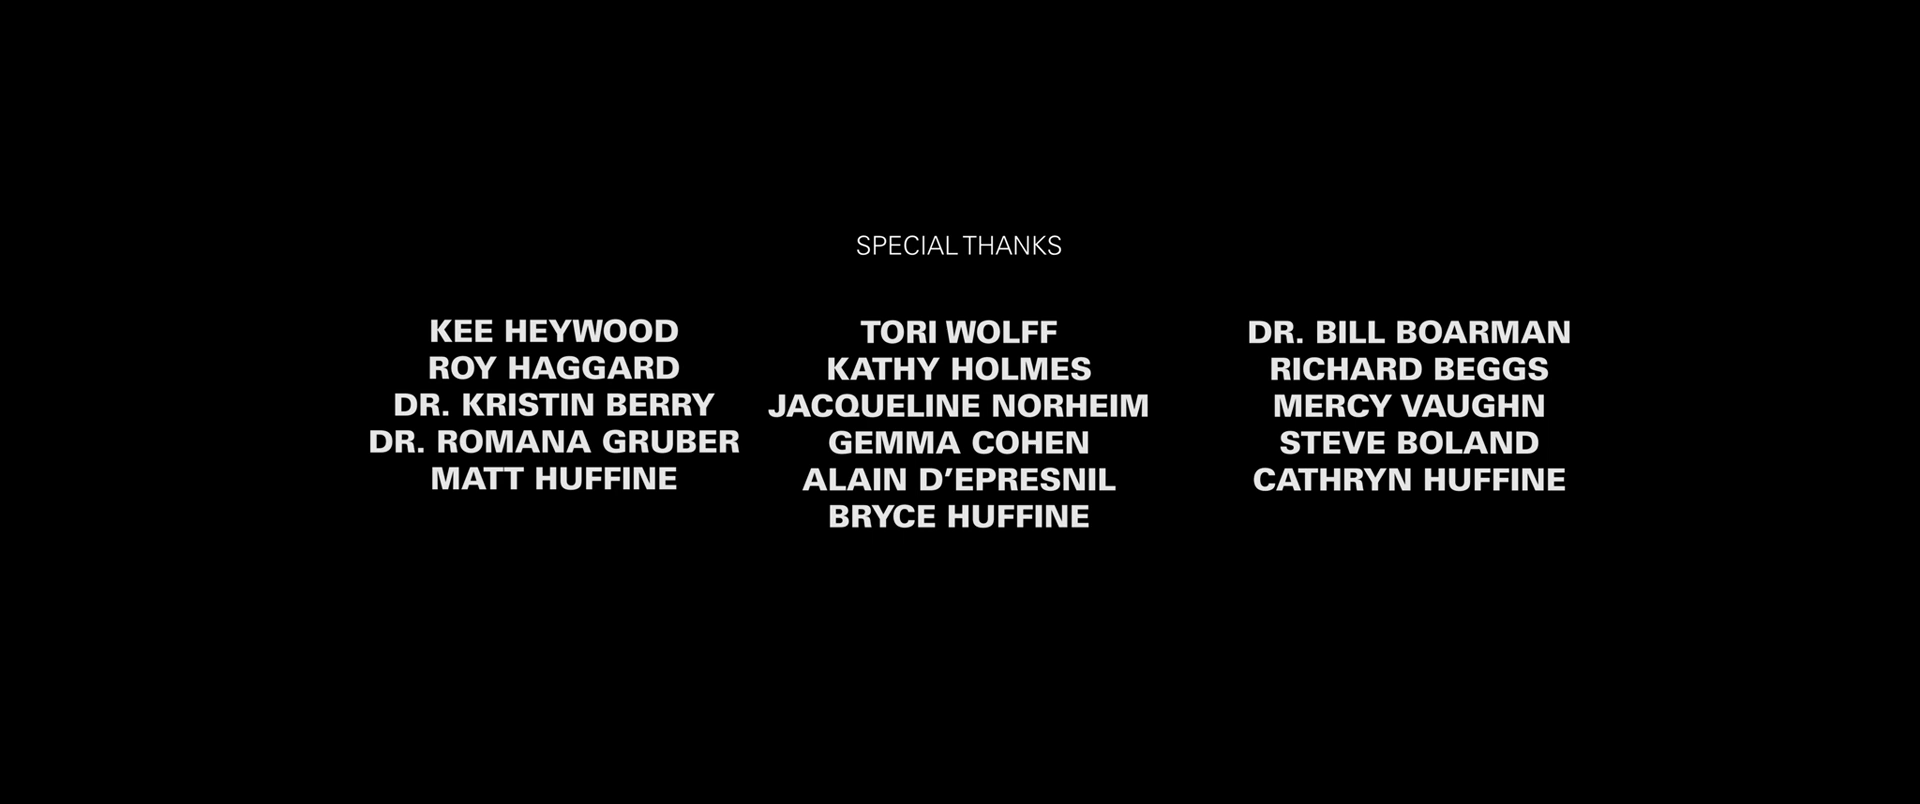 SPECIAL THANKS
KEE HEYWOOD
ROY HAGGARD
DR. KRISTIN BERRY
DR. ROMANA GRUBER
MATT HUFFINE
TORI WOLFF
KATHY HOLMES
JACQUELINE NORHEIM
GEMMA COHEN
ALAIN D’EPRESNIL
BRYCE HUFFINE
DR. BILL BOARMAN
RICHARD BEGGS
MERCY VAUGHN
STEVE BOLAND
CATHRYN HUFFINE